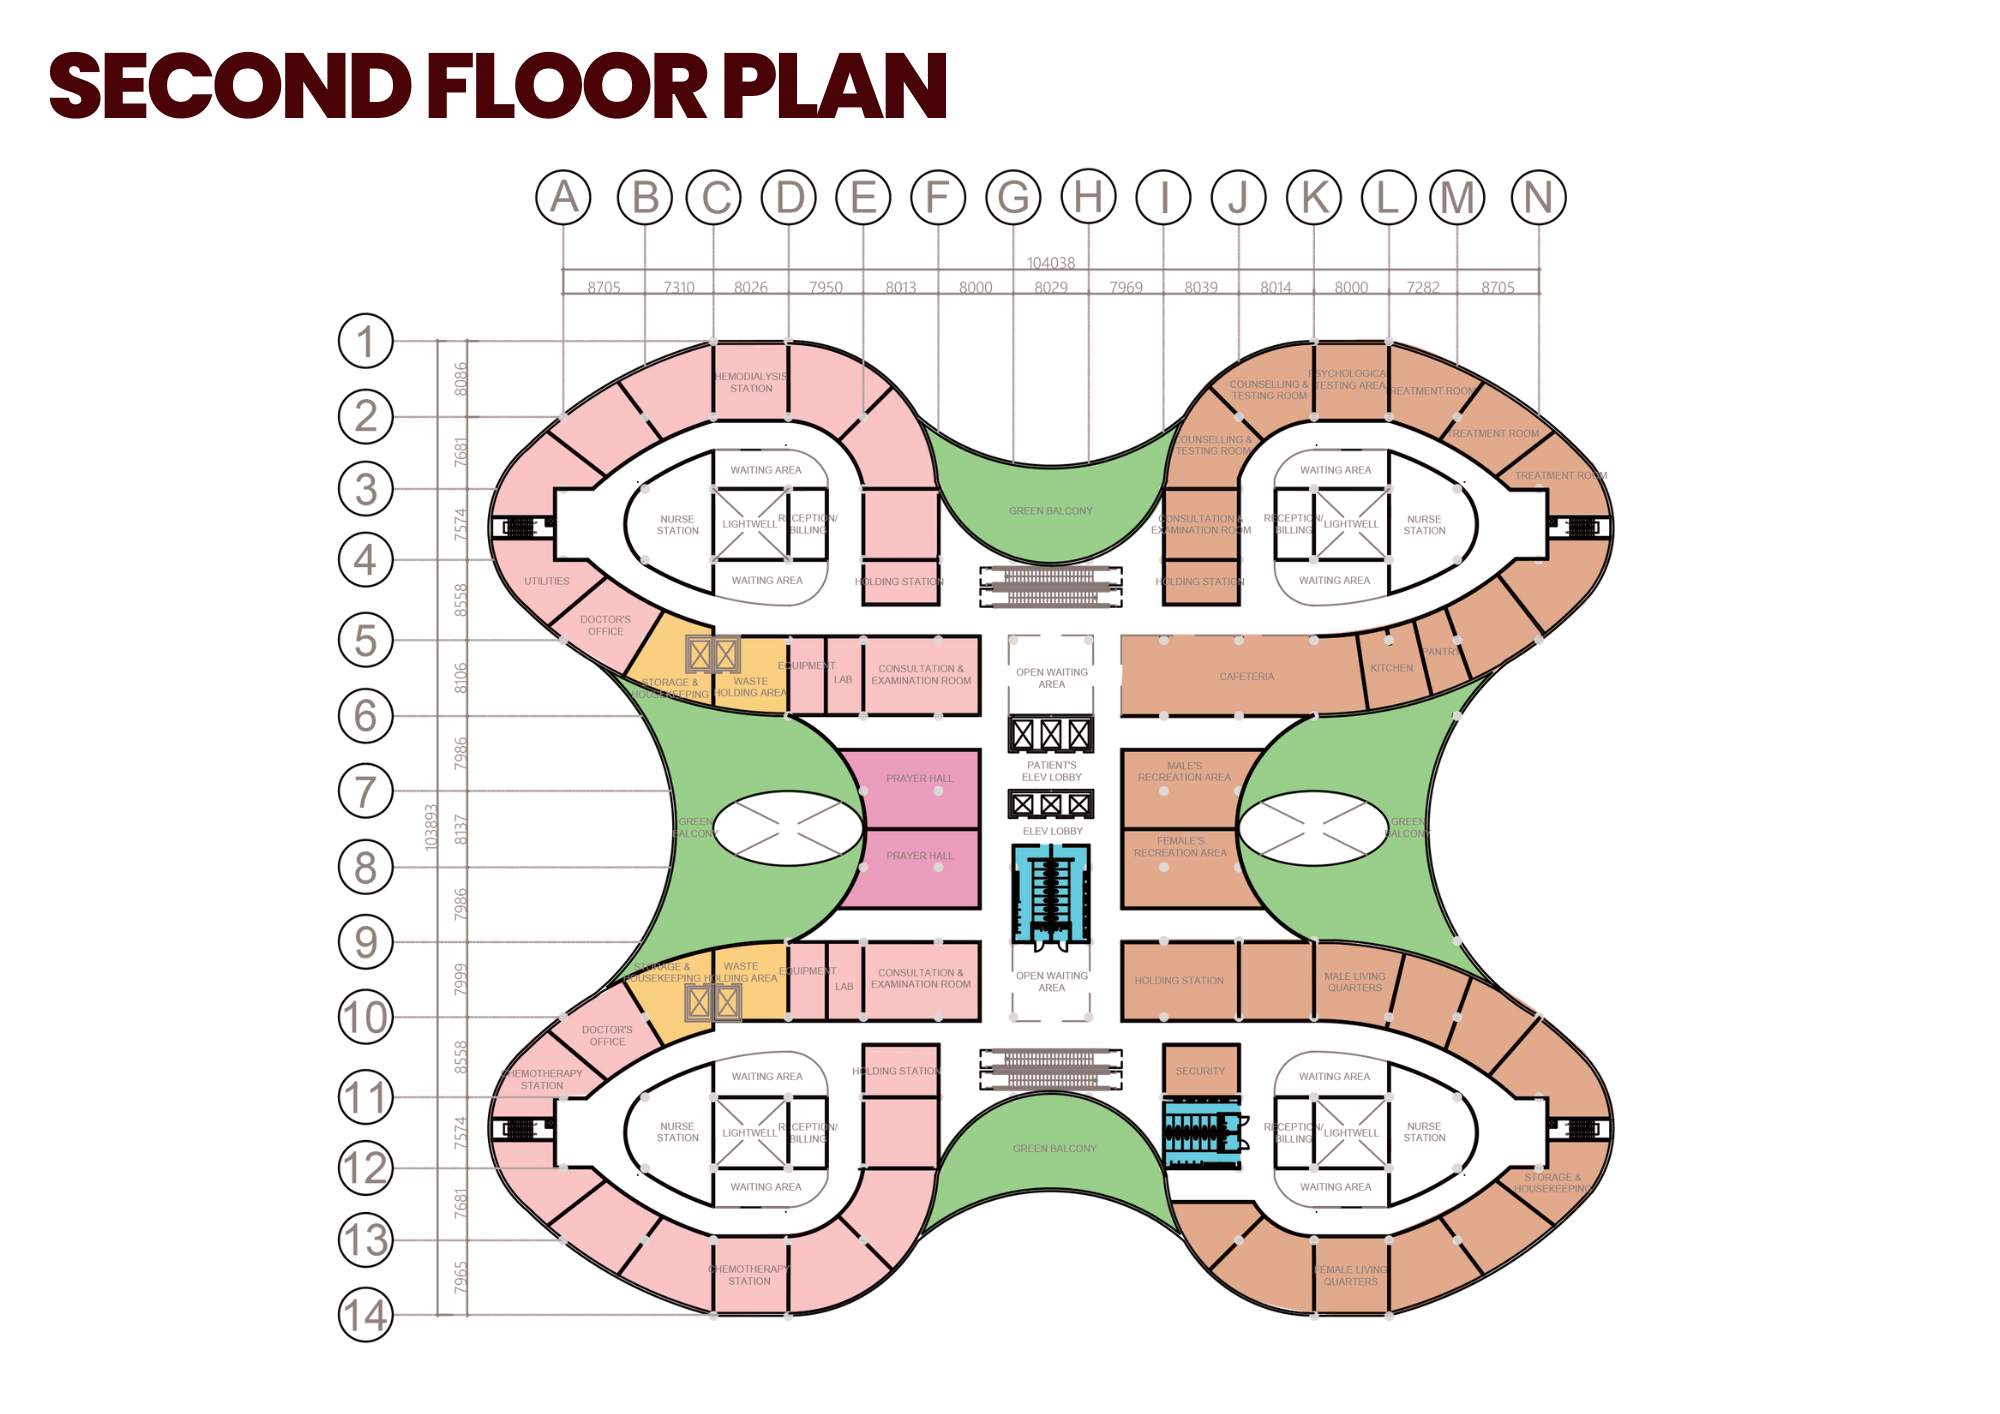 SECOND FLOOR PLAN
A B C D E F G H I J K L M N
104038
8705 7310 8026 7950 8013 8000 8029 7969 8039 8014 8000 7282 8705
1
2
3
4
5
6
7
8
9
10
11
12
13
14
103893
8086
7681
7574
8558
8106
7986
8137
7986
7999
8558
7574
7681
7965
HEMODIALYSIS
STATION
WAITING AREA
NURSE
STATION
LIGHTWELL
RECEPTION/
BILLING
WAITING AREA
HOLDING STATION
UTILITIES
DOCTOR'S
OFFICE
STORAGE &
HOUSEKEEPING
WASTE
HOLDING AREA
EQUIPMENT
LAB
CONSULTATION &
EXAMINATION ROOM
GREEN BALCONY
COUNSELLING &
TESTING ROOM
PSYCHOLOGICAL
TESTING AREA
TREATMENT ROOM
TREATMENT ROOM
TREATMENT ROOM
COUNSELLING &
TESTING ROOM
CONSULTATION &
EXAMINATION ROOM
HOLDING STATION
WAITING AREA
RECEPTION/
BILLING
LIGHTWELL
NURSE
STATION
WAITING AREA
OPEN WAITING
AREA
CAFETERIA
KITCHEN
PANTRY
PATIENT'S
ELEV LOBBY
ELEV LOBBY
PRAYER HALL
PRAYER HALL
MALE'S
RECREATION AREA
FEMALE'S
RECREATION AREA
GREEN
BALCONY
GREEN
BALCONY
STORAGE &
HOUSEKEEPING
WASTE
HOLDING AREA
EQUIPMENT
LAB
CONSULTATION &
EXAMINATION ROOM
OPEN WAITING
AREA
HOLDING STATION
MALE LIVING
QUARTERS
DOCTOR'S
OFFICE
CHEMOTHERAPY
STATION
WAITING AREA
NURSE
STATION
LIGHTWELL
RECEPTION/
BILLING
WAITING AREA
HOLDING STATION
CHEMOTHERAPY
STATION
GREEN BALCONY
SECURITY
WAITING AREA
RECEPTION/
BILLING
LIGHTWELL
NURSE
STATION
WAITING AREA
STORAGE &
HOUSEKEEPING
FEMALE LIVING
QUARTERS